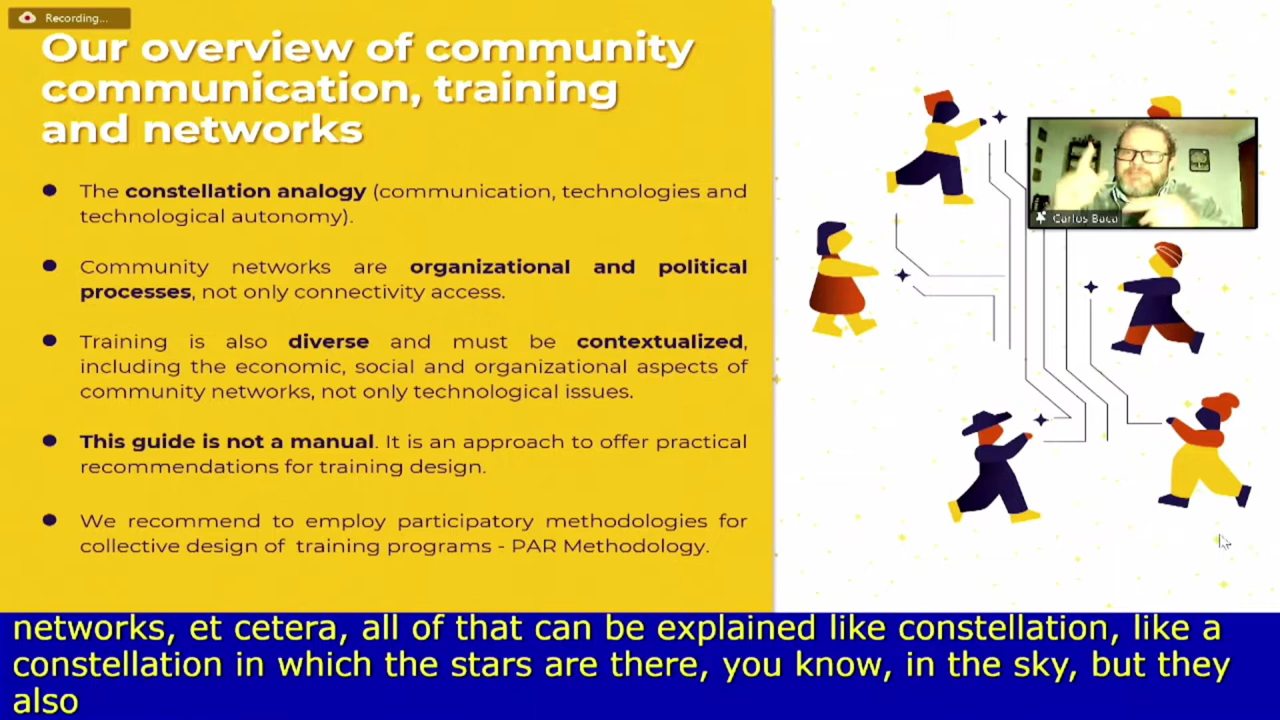 Recording...
Our overview of community
communication, training
and networks
● The constellation analogy (communication, technologies and
technological autonomy).
● Community networks are organizational and political
processes, not only connectivity access.
● Training is also diverse and must be contextualized,
including the economic, social and organizational aspects of
community networks, not only technological issues.
● This guide is not a manual. It is an approach to offer practical
recommendations for training design.
● We recommend to employ participatory methodologies for
collective design of training programs - PAR Methodology.
Carlos Baca
networks, et cetera, all of that can be explained like constellation, like a
constellation in which the stars are there, you know, in the sky, but they
also